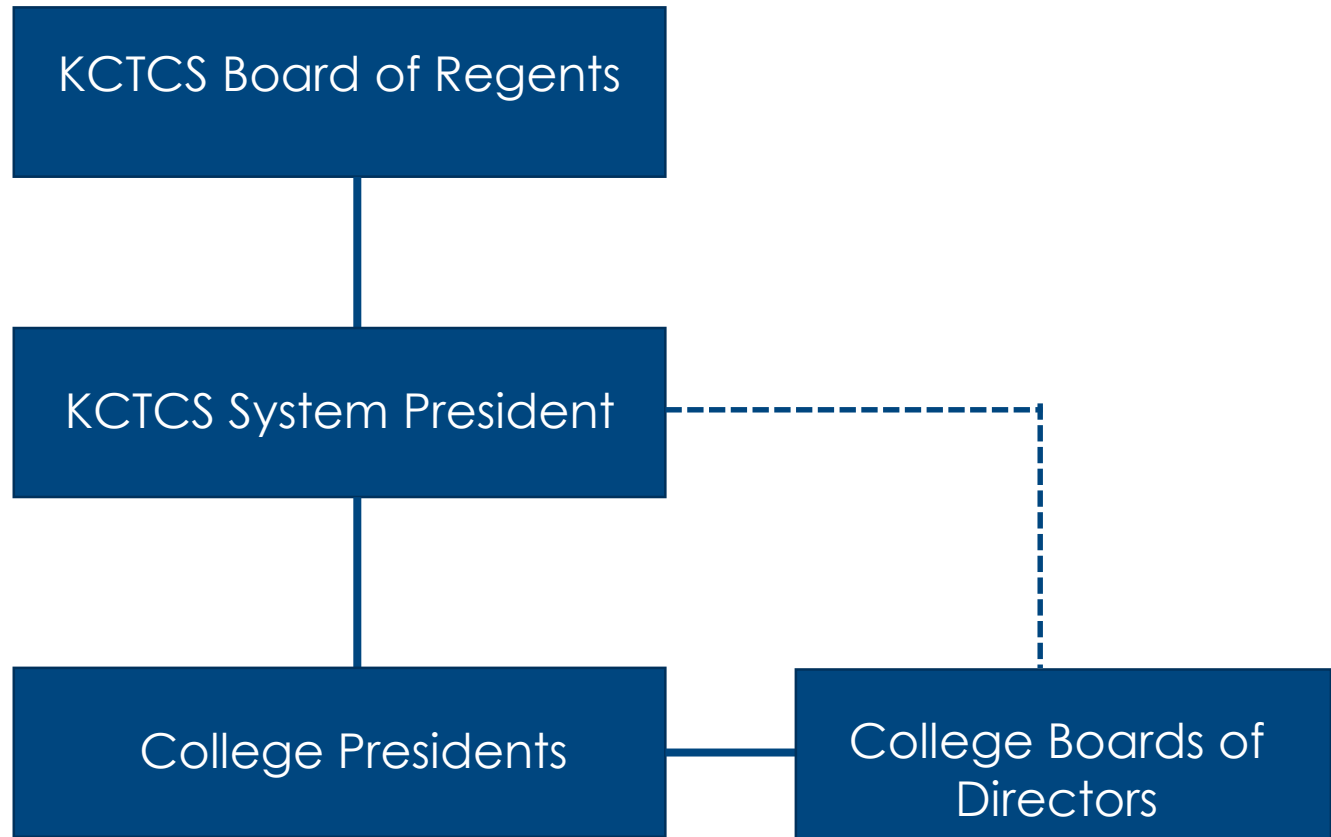 KCTCS Board of Regents
KCTCS System President
College Presidents
College Boards of
Directors